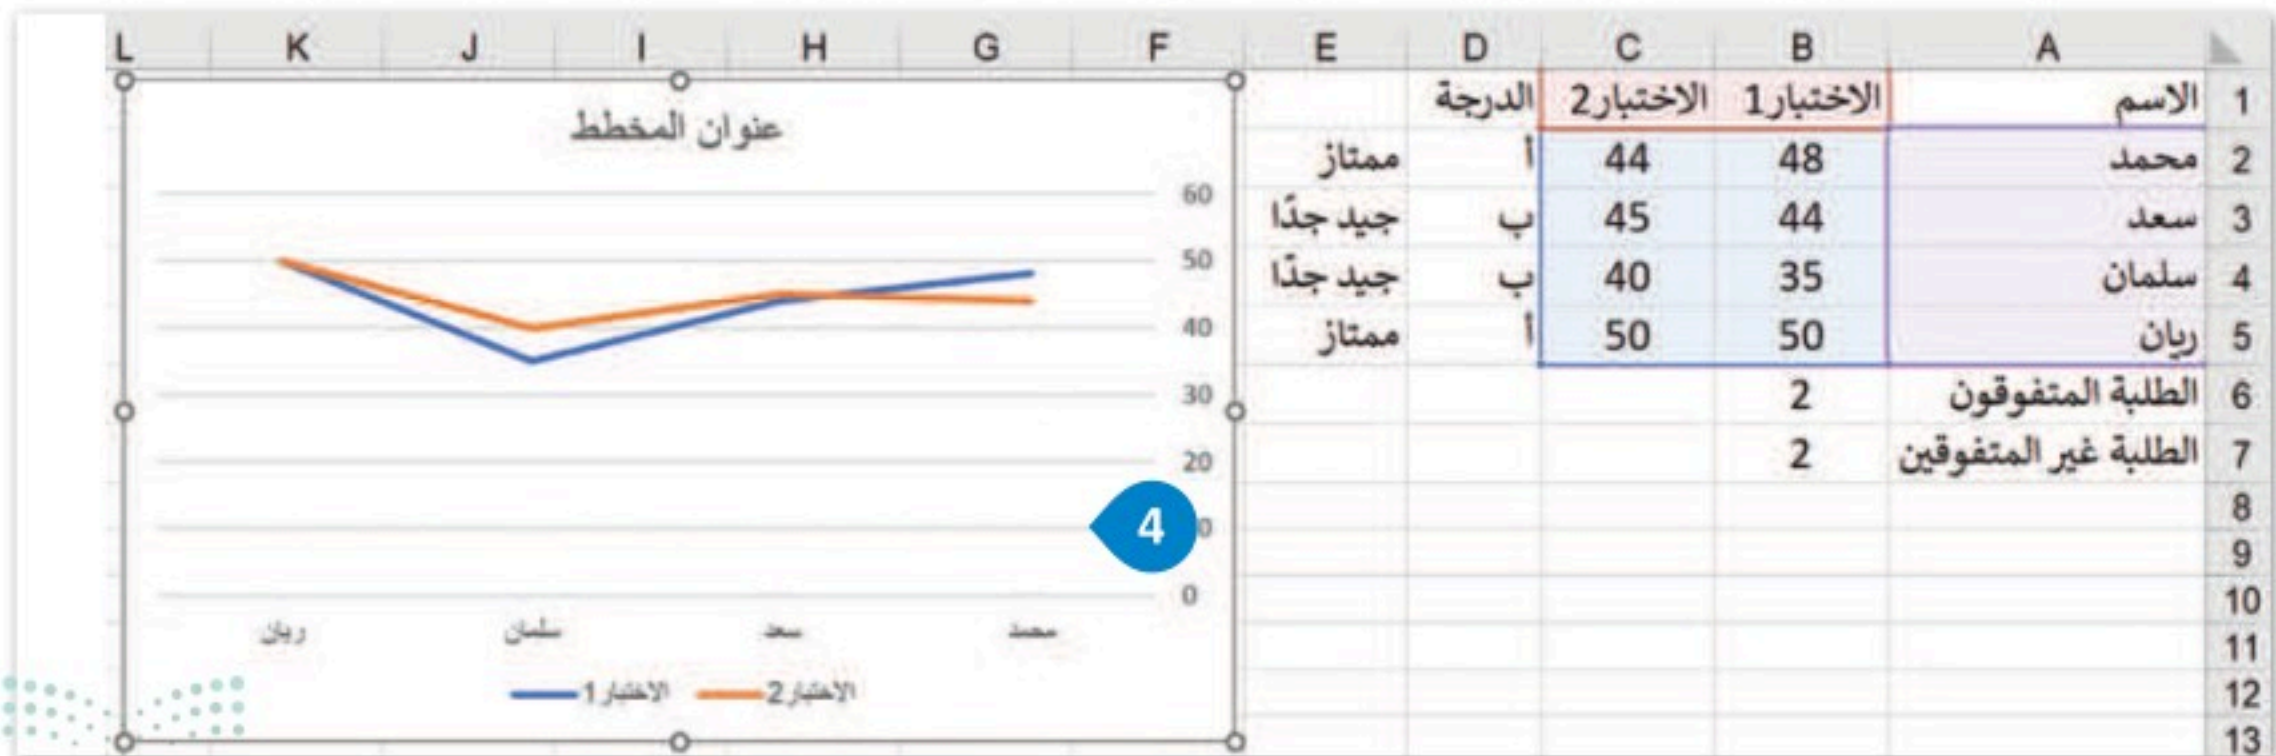 A B C D E F G H I J K L
1 الاسم الاختبار1 الاختبار2 الدرجة
2 محمد 48 44 أ ممتاز
3 سعد 44 45 ب جيد جدًا
4 سلمان 35 40 ب جيد جدًا
5 ريان 50 50 أ ممتاز
6 الطلبة المتفوقون 2
7 الطلبة غير المتفوقين 2
8
9
10
11
12
13
عنوان المخطط
60
50
40
30
20
0
4
0
محمد سعد سلمان ريان
الاختبار1 الاختبار2